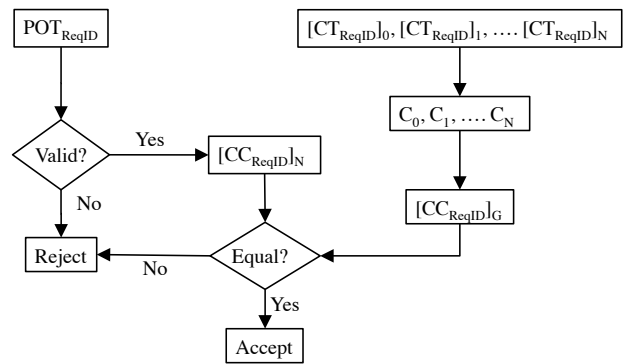 POT_ReqID
[CT_ReqID]_0, [CT_ReqID]_1, .... [CT_ReqID]_N
C_0, C_1, .... C_N
Valid?
Yes
[CC_ReqID]_N
No
[CC_ReqID]_G
Reject
No
Equal?
Yes
Accept